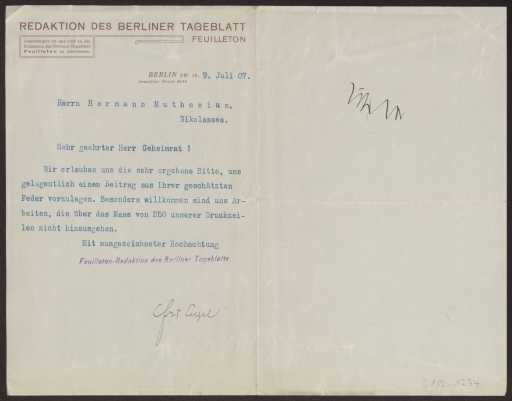 REDAKTION DES BERLINER TAGEBLATT
FEUILLETON
Feuilleton
BERLIN SW. 19, 9. Juli 07.
Herrn Hermann Muthesius,
Nikolassee.
Sehr geehrter Herr Geheimrat !
Wir erlauben uns die sehr ergebene Bitte, uns
gelegentlich einen Beitrag aus Ihrer geschätzten
Feder vorzulegen. Besonders willkommen sind uns Ar-
beiten, die über das Mass von 250 unserer Druckzei-
len nicht hinausgehen.
Mit ausgezeichneter Hochachtung
Feuilleton-Redaktion des Berliner Tageblatts